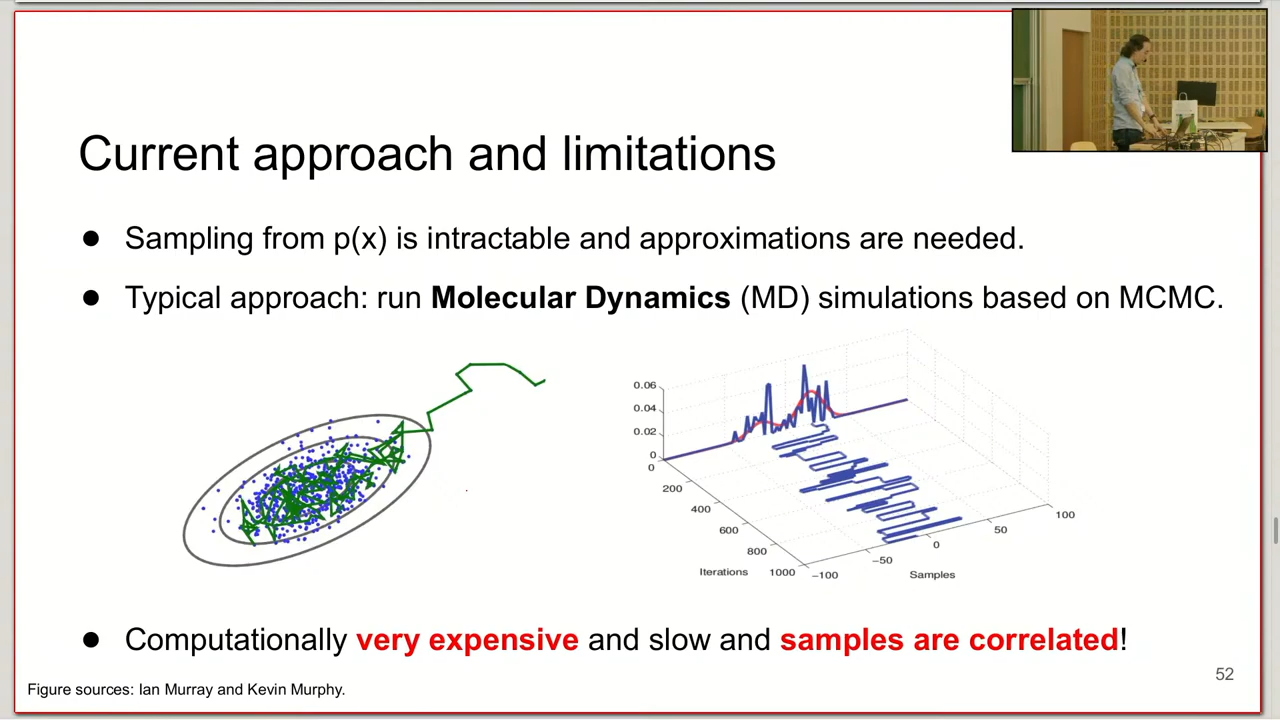 Current approach and limitations
● Sampling from p(x) is intractable and approximations are needed.
● Typical approach: run Molecular Dynamics (MD) simulations based on MCMC.
0.06
0.04
0.02
0
0
200
400
600
800
1000
Iterations
−100
−50
0
50
100
Samples
● Computationally very expensive and slow and samples are correlated!
52
Figure sources: Ian Murray and Kevin Murphy.